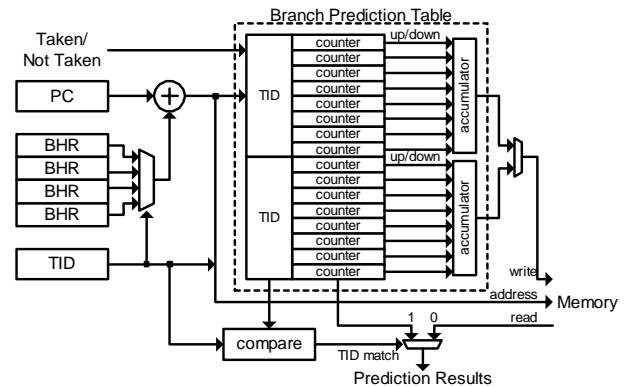 Branch Prediction Table
Taken/
Not Taken
PC
BHR
BHR
BHR
BHR
TID
TID
counter
counter
counter
counter
counter
counter
counter
counter
up/down
accumulator
TID
counter
counter
counter
counter
counter
counter
counter
counter
up/down
accumulator
write
address
Memory
read
1 0
compare
TID match
Prediction Results